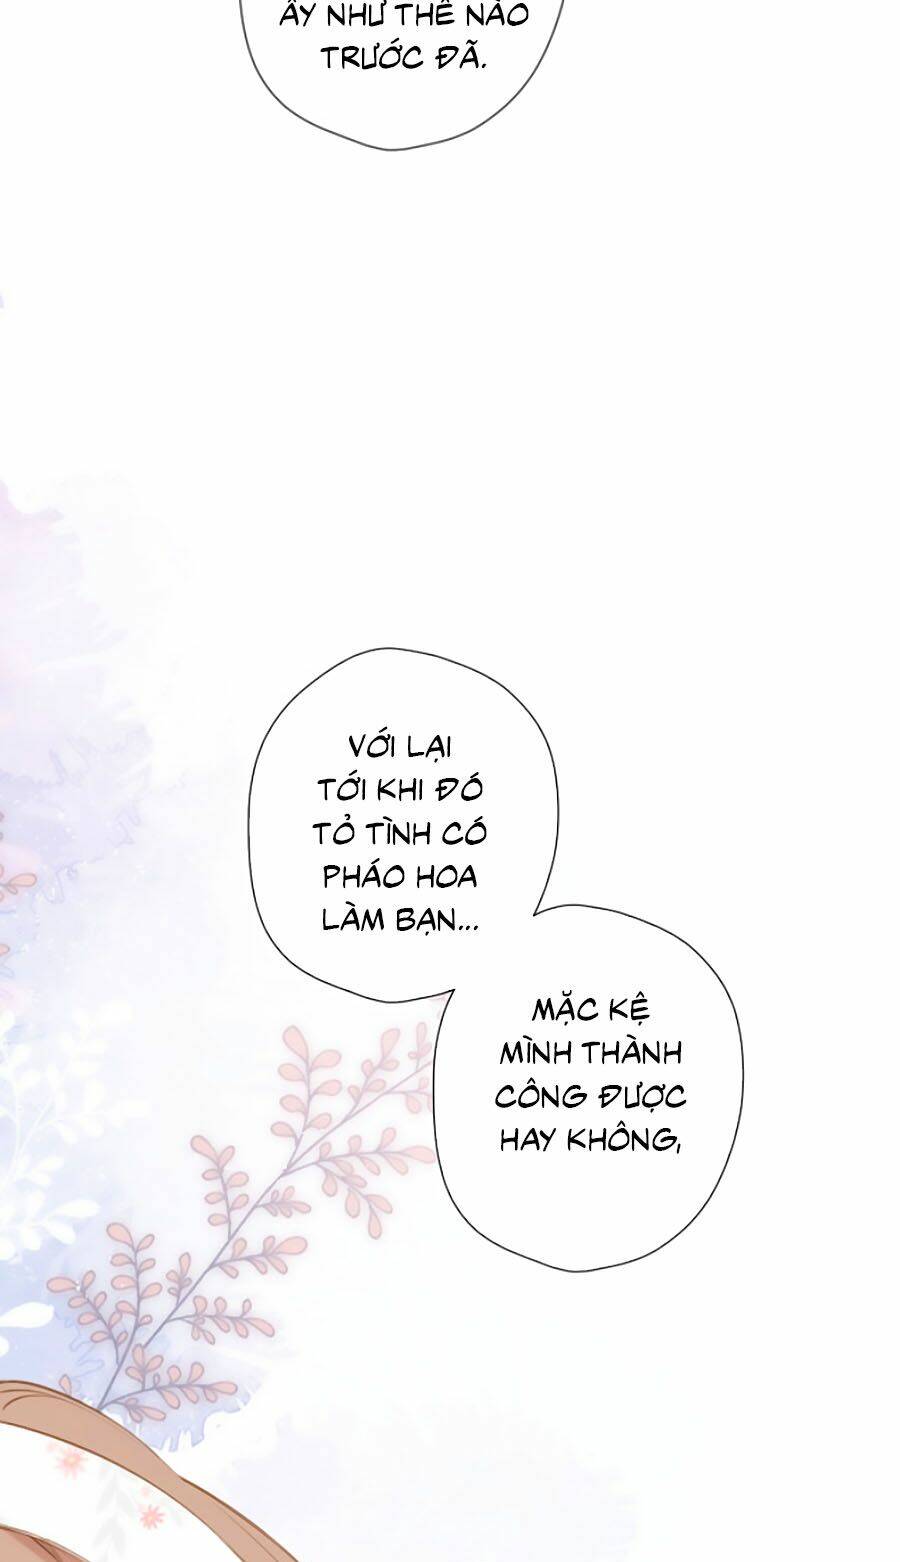 ẤY NHƯ THẾ NÀO
TRƯỚC ĐÃ.
VỚI LẠI
TỚI KHI ĐÓ
TỎ TÌNH CÓ
PHÁO HOA
LÀM BẠN...
MẶC KỆ
MÌNH THÀNH
CÔNG ĐƯỢC
HAY KHÔNG,